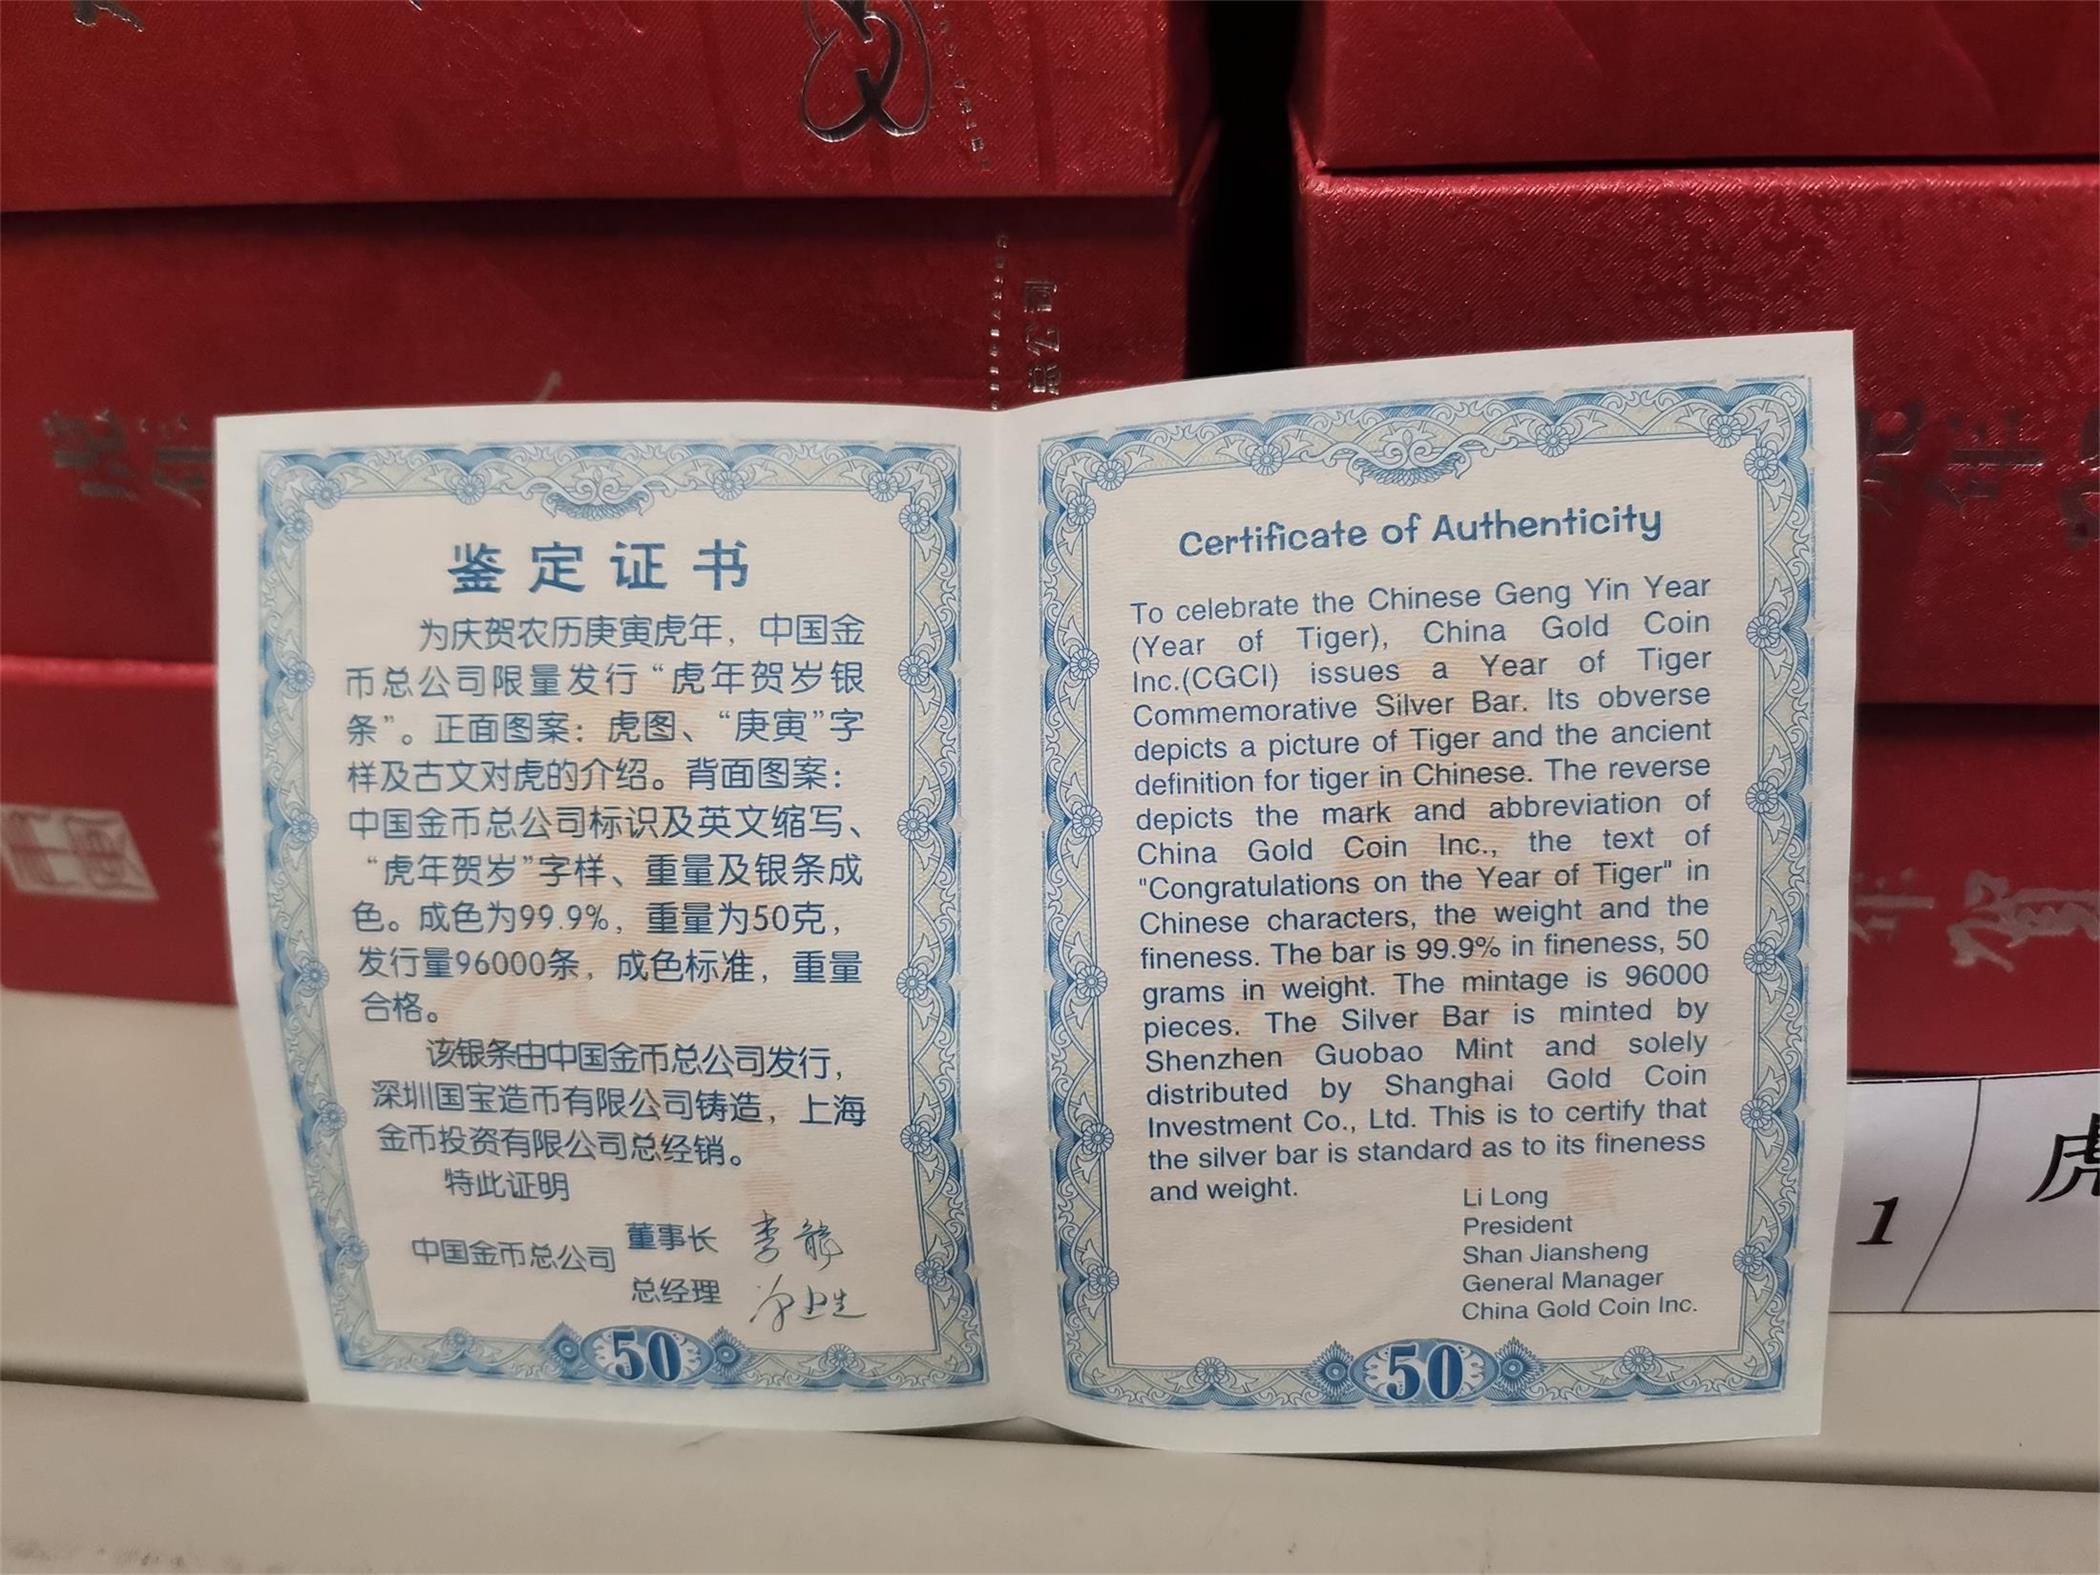 总公司
虎
年
年
贺
鉴定证书
为庆贺农历庚寅虎年，中国金
币总公司限量发行“虎年贺岁银
条”。正面图案：虎图、“庚寅”字
样及古文对虎的介绍。背面图案：
中国金币总公司标识及英文缩写、
“虎年贺岁”字样、重量及银条成
色。成色为99.9%，重量为50克，
发行量96000条，成色标准，重量
合格。
该银条由中国金币总公司发行，
深圳国宝造币有限公司铸造，上海
金币投资有限公司总经销。
特此证明
中国金币总公司
董事长
总经理
50
Certificate of Authenticity
To celebrate the Chinese Geng Yin Year
(Year of Tiger), China Gold Coin
Inc.(CGCI) issues a Year of Tiger
Commemorative Silver Bar. Its obverse
depicts a picture of Tiger and the ancient
definition for tiger in Chinese. The reverse
depicts the mark and abbreviation of
China Gold Coin Inc., the text of
"Congratulations on the Year of Tiger" in
Chinese characters, the weight and the
fineness. The bar is 99.9% in fineness, 50
grams in weight. The mintage is 96000
pieces. The Silver Bar is minted by
Shenzhen Guobao Mint and solely
distributed by Shanghai Gold Coin
Investment Co., Ltd. This is to certify that
the silver bar is standard as to its fineness
and weight.
Li Long
President
Shan Jiansheng
General Manager
China Gold Coin Inc.
50
1
虎